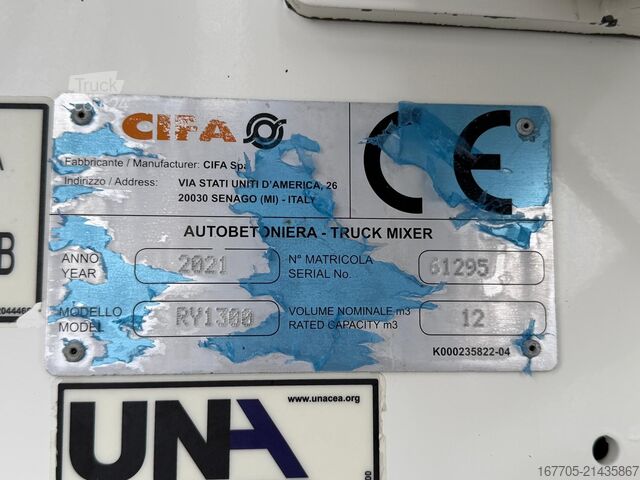 Truck
CIFA
CE
Fabbricante / Manufacturer: CIFA Sp.
Indirizzo / Address: VIA STATI UNITI D'AMERICA, 26
20030 SENAGO (MI) - ITALY
AUTOBETONIERA - TRUCK MIXER
ANNO
YEAR
2021
N° MATRICOLA
SERIAL No.
61295
MODELLO
MODEL
RY1300
VOLUME NOMINALE m3
RATED CAPACITY m3
12
K000235822-04
A
B
UNA
www.unacea.org
167705-21435867